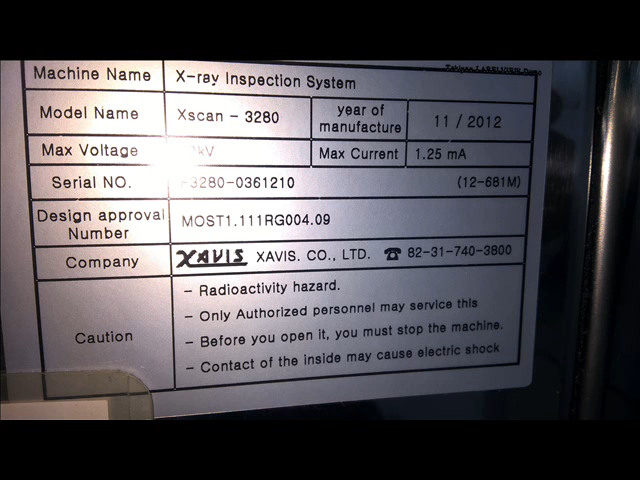 Machine Name X-ray Inspection System
Model Name Xscan - 3280 year of manufacture 11 / 2012
Max Voltage Max Current 1.25 mA
Serial NO. 3280-0361210 (12-681M)
Design approval Number MOST1.111RG004.09
Company XAVIS XAVIS. CO., LTD. ☎ 82-31-740-3800
Caution
- Radioactivity hazard.
- Only Authorized personnel may service this
- Before you open it, you must stop the machine.
- Contact of the inside may cause electric shock